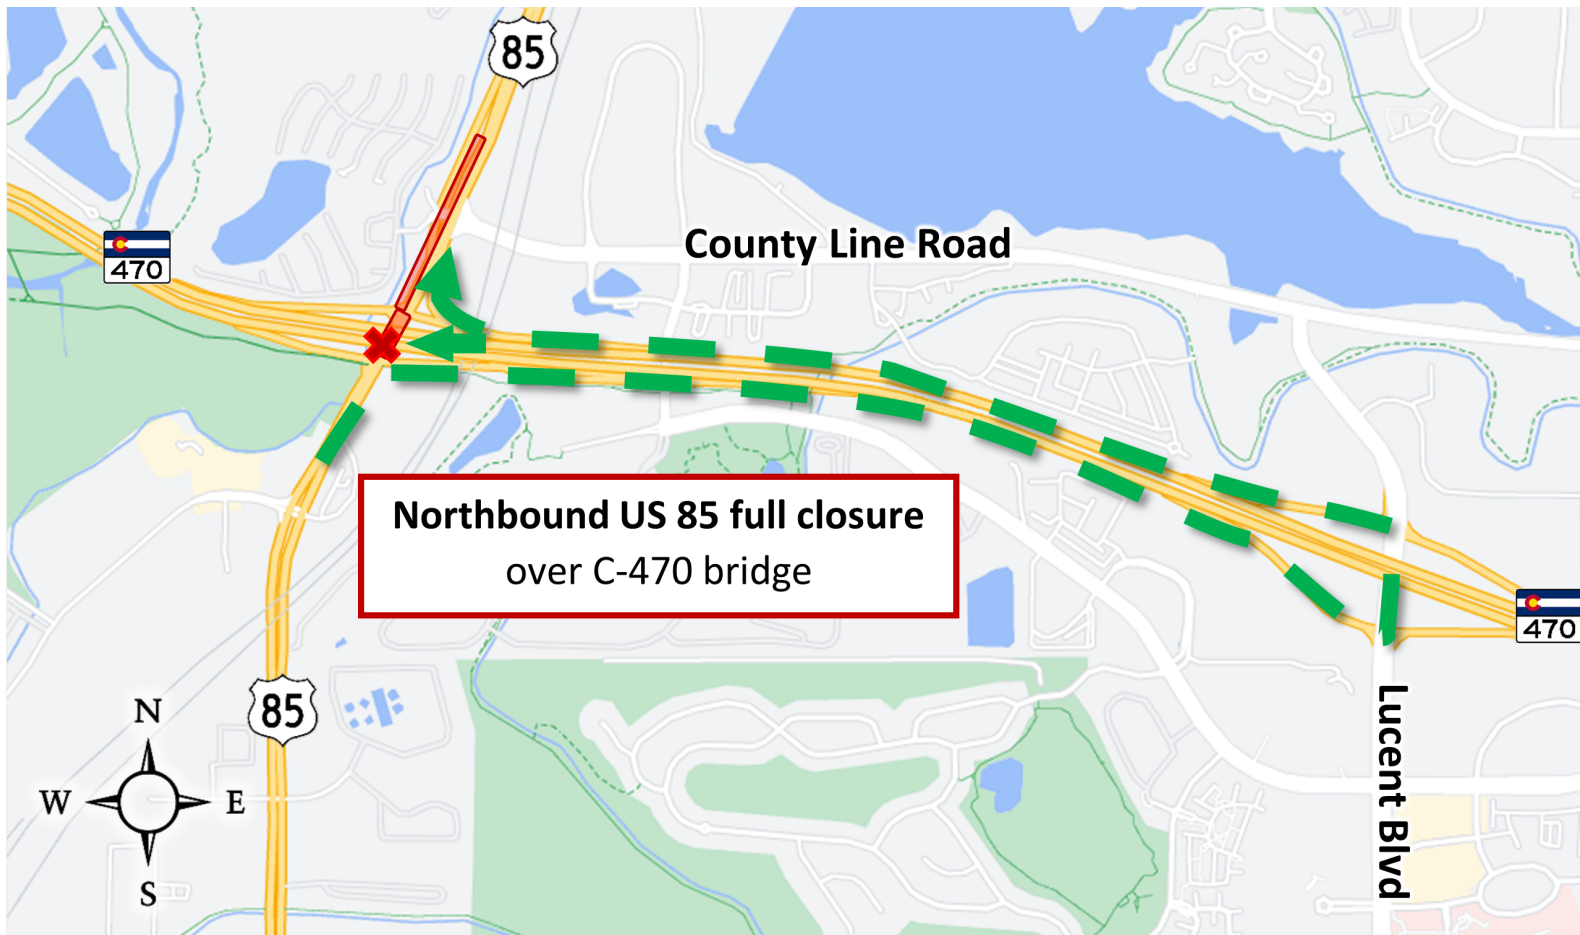 85
County Line Road
470
Northbound US 85 full closure
over C-470 bridge
470
85
Lucent Blvd
N
W
E
S